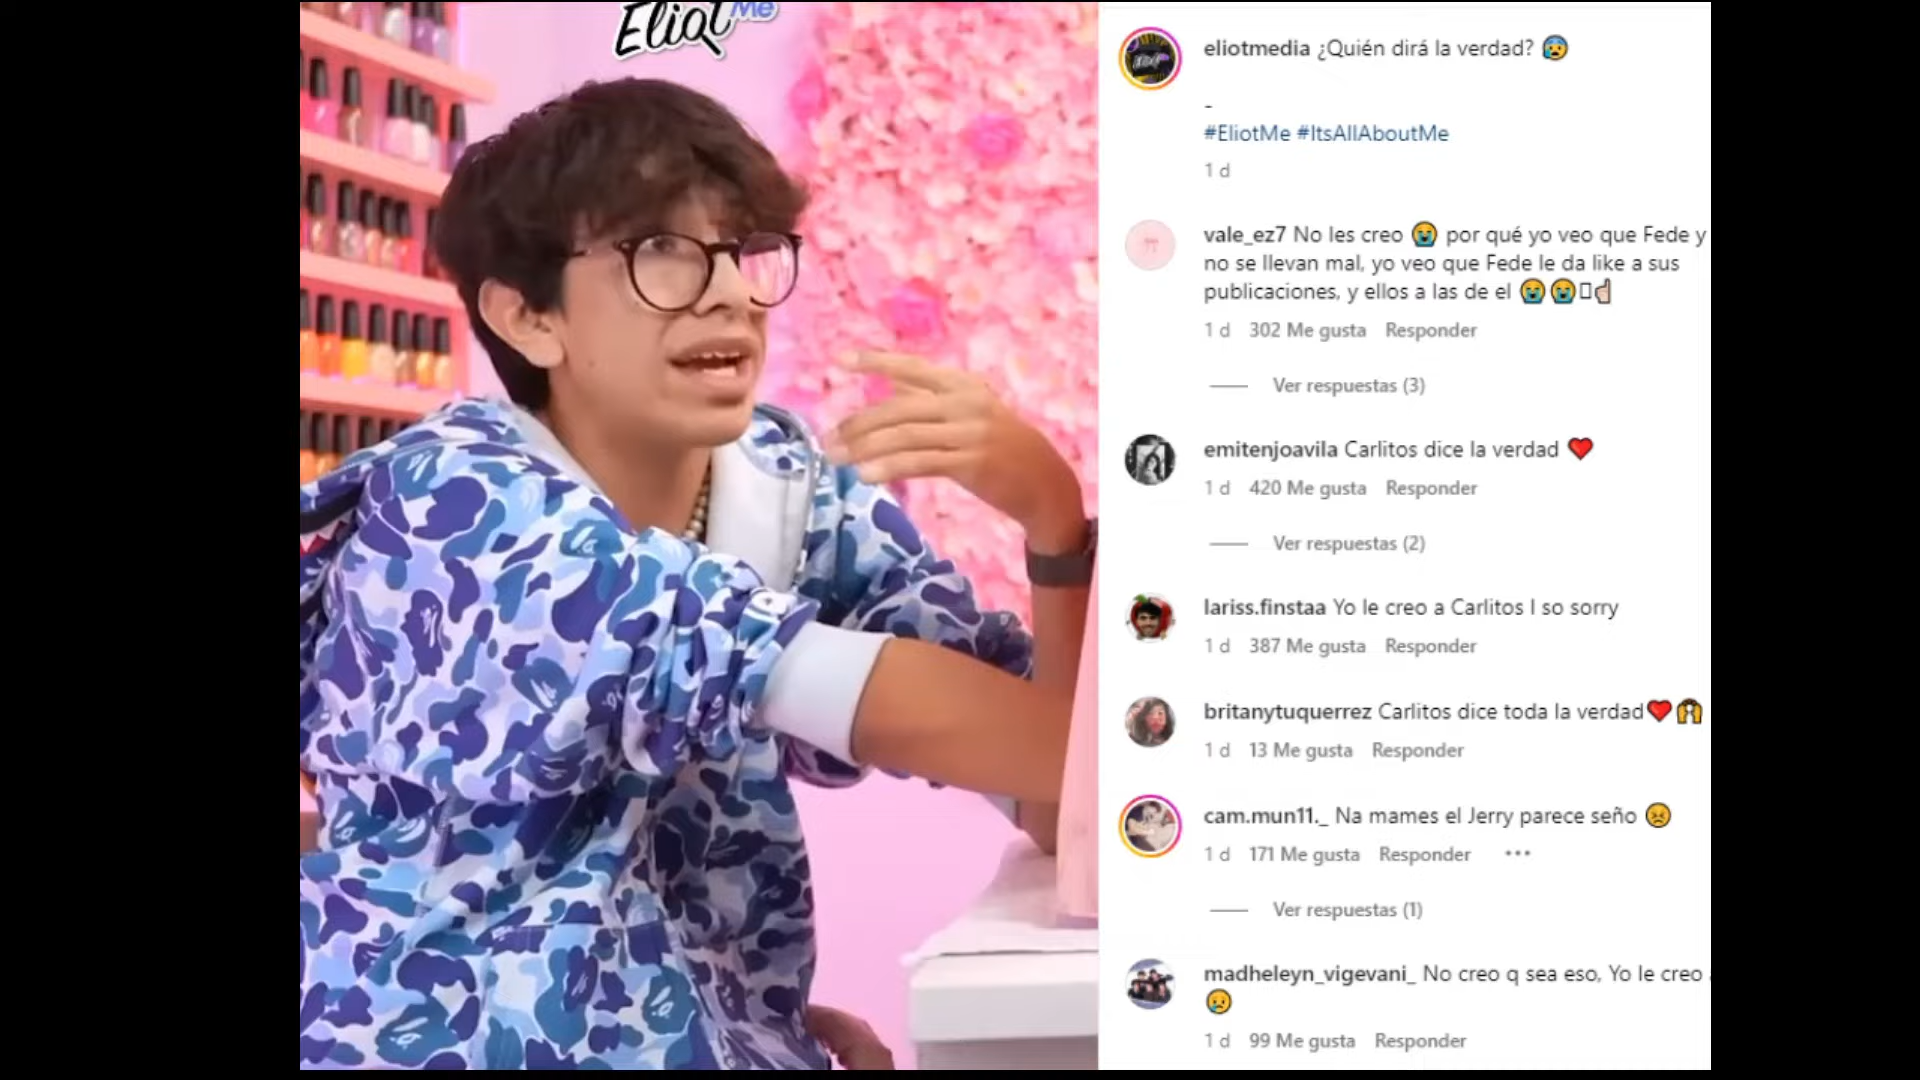 Eliot Me
eliotmedia ¿Quién dirá la verdad? 😰
-
#EliotMe #ItsAllAboutMe
1 d
vale_ez7 No les creo 😭 por qué yo veo que Fede y
no se llevan mal, yo veo que Fede le da like a sus
publicaciones, y ellos a las de el 😭😭▯☝🏻
1 d 302 Me gusta Responder
Ver respuestas (3)
emitenjoavila Carlitos dice la verdad ❤️
1 d 420 Me gusta Responder
Ver respuestas (2)
lariss.finstaa Yo le creo a Carlitos I so sorry
1 d 387 Me gusta Responder
britanytuquerrez Carlitos dice toda la verdad❤️🙌
1 d 13 Me gusta Responder
cam.mun11._ Na mames el Jerry parece seño 😣
1 d 171 Me gusta Responder •••
Ver respuestas (1)
madheleyn_vigevani_ No creo q sea eso, Yo le creo
😥
1 d 99 Me gusta Responder